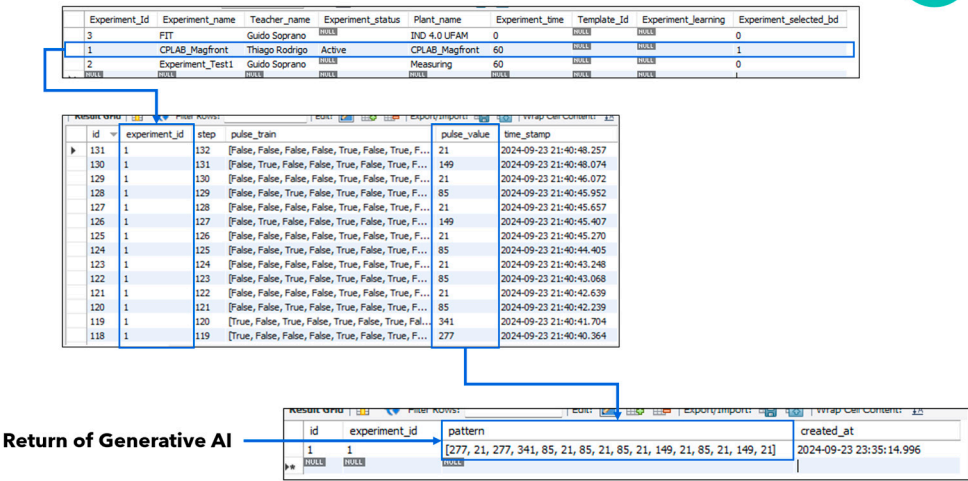 Experiment_Id Experiment_name Teacher_name Experiment_status Plant_name Experiment_time Template_Id Experiment_learning Experiment_selected_bd
3 FIT Guido Soprano NULL IND 4.0 UFAM 0 NULL NULL 0
1 CPLAB_Magfront Thiago Rodrigo Active CPLAB_Magfront 60 NULL NULL 1
2 Experiment_Test1 Guido Soprano NULL Measuring 60 NULL NULL 0
NULL NULL NULL NULL NULL NULL NULL NULL
Result Grid Filter Rows: Edit: Export/Import: Wrap Cell Content:
id experiment_id step pulse_train pulse_value time_stamp
131 1 132 [False, False, False, False, True, False, True, F... 21 2024-09-23 21:40:48.257
130 1 131 [False, True, False, False, True, False, True, F... 149 2024-09-23 21:40:48.074
129 1 130 [False, False, False, False, True, False, True, F... 21 2024-09-23 21:40:46.072
128 1 129 [False, False, True, False, True, False, True, F... 85 2024-09-23 21:40:45.952
127 1 128 [False, False, False, False, True, False, True, F... 21 2024-09-23 21:40:45.657
126 1 127 [False, True, False, False, True, False, True, F... 149 2024-09-23 21:40:45.407
125 1 126 [False, False, False, False, True, False, True, F... 21 2024-09-23 21:40:45.270
124 1 125 [False, False, True, False, True, False, True, F... 85 2024-09-23 21:40:44.405
123 1 124 [False, False, False, False, True, False, True, F... 21 2024-09-23 21:40:43.248
122 1 123 [False, False, True, False, True, False, True, F... 85 2024-09-23 21:40:43.068
121 1 122 [False, False, False, False, True, False, True, F... 21 2024-09-23 21:40:42.639
120 1 121 [False, False, True, False, True, False, True, F... 85 2024-09-23 21:40:42.239
119 1 120 [True, False, True, False, True, False, True, Fal... 341 2024-09-23 21:40:41.704
118 1 119 [True, False, False, False, True, False, True, F... 277 2024-09-23 21:40:40.364
Result Grid Filter Rows: Edit: Export/Import: Wrap Cell Content:
id experiment_id pattern created_at
Return of Generative AI
1 1 [277, 21, 277, 341, 85, 21, 85, 21, 85, 21, 149, 21, 85, 21, 149, 21] 2024-09-23 23:35:14.996
NULL NULL NULL